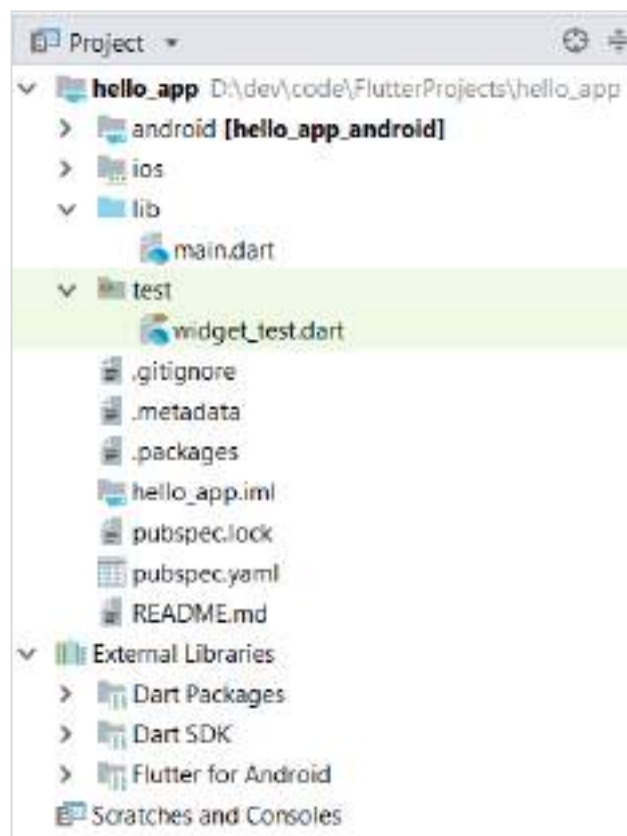 Project
hello_app D:\dev\code\FlutterProjects\hello_app
android [hello_app_android]
ios
lib
main.dart
test
widget_test.dart
.gitignore
.metadata
.packages
hello_app.iml
pubspec.lock
pubspec.yaml
README.md
External Libraries
Dart Packages
Dart SDK
Flutter for Android
Scratches and Consoles